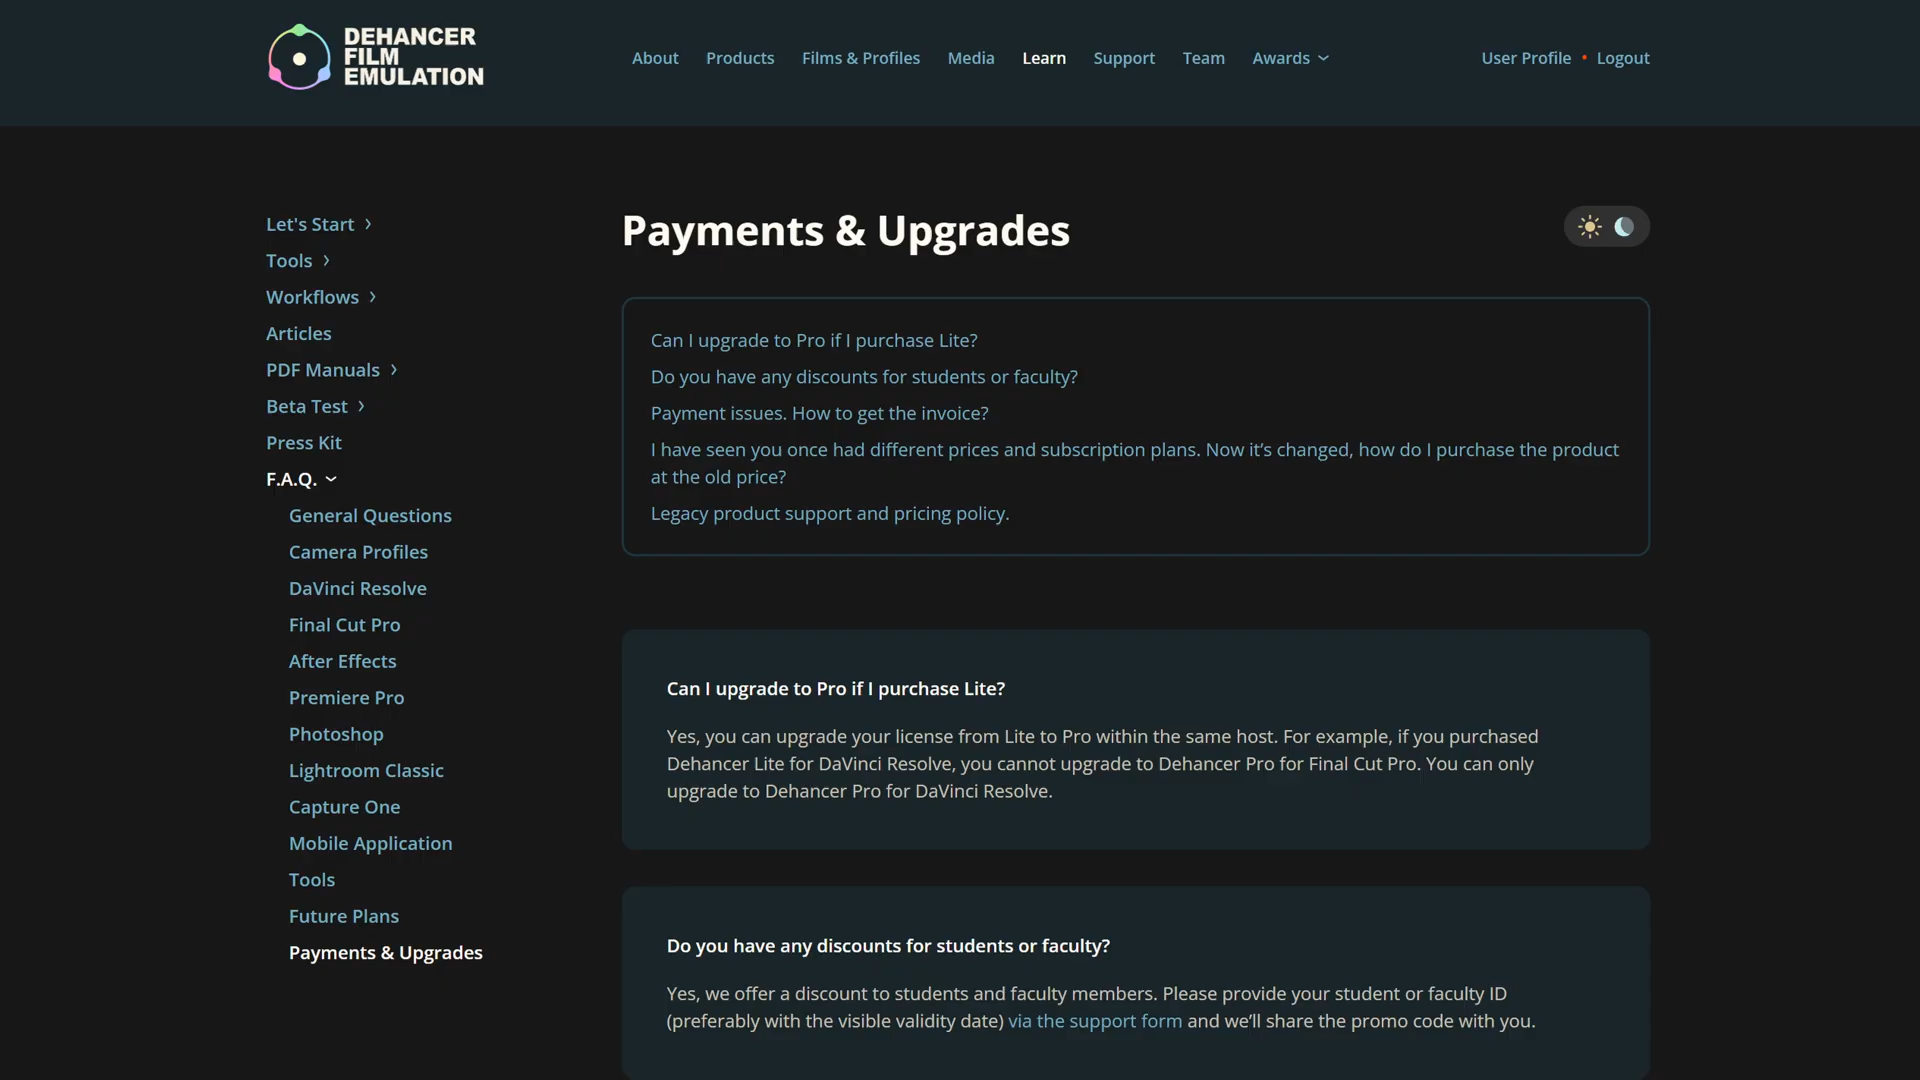 DEHANCER
FILM
EMULATION
About
Products
Films & Profiles
Media
Learn
Support
Team
Awards
User Profile • Logout
Let's Start
Tools
Workflows
Articles
PDF Manuals
Beta Test
Press Kit
F.A.Q.
General Questions
Camera Profiles
DaVinci Resolve
Final Cut Pro
After Effects
Premiere Pro
Photoshop
Lightroom Classic
Capture One
Mobile Application
Tools
Future Plans
Payments & Upgrades
Payments & Upgrades
Can I upgrade to Pro if I purchase Lite?
Do you have any discounts for students or faculty?
Payment issues. How to get the invoice?
I have seen you once had different prices and subscription plans. Now it’s changed, how do I purchase the product
at the old price?
Legacy product support and pricing policy.
Can I upgrade to Pro if I purchase Lite?
Yes, you can upgrade your license from Lite to Pro within the same host. For example, if you purchased
Dehancer Lite for DaVinci Resolve, you cannot upgrade to Dehancer Pro for Final Cut Pro. You can only
upgrade to Dehancer Pro for DaVinci Resolve.
Do you have any discounts for students or faculty?
Yes, we offer a discount to students and faculty members. Please provide your student or faculty ID
(preferably with the visible validity date) via the support form and we’ll share the promo code with you.